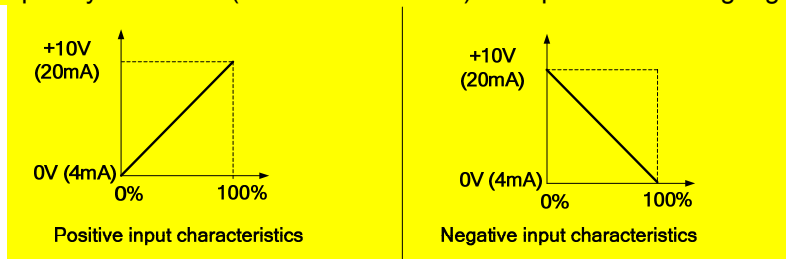 +10V
(20mA)
0V (4mA)
0%
100%
Positive input characteristics
+10V
(20mA)
0V (4mA)
0%
100%
Negative input characteristics